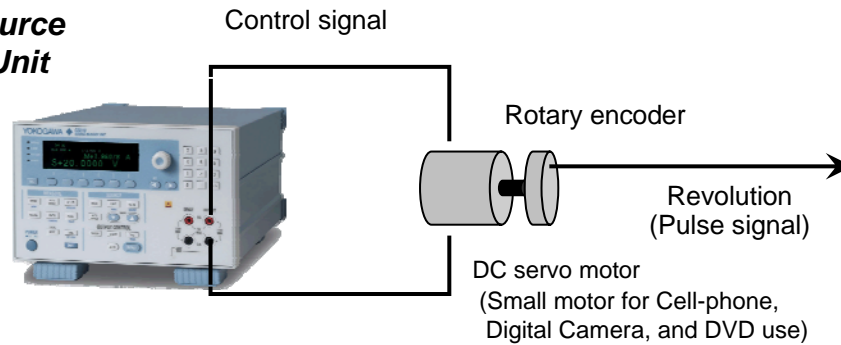 urce
Unit
Control signal
YOKOGAWA
Rotary encoder
Revolution
(Pulse signal)
DC servo motor
(Small motor for Cell-phone,
Digital Camera, and DVD use)